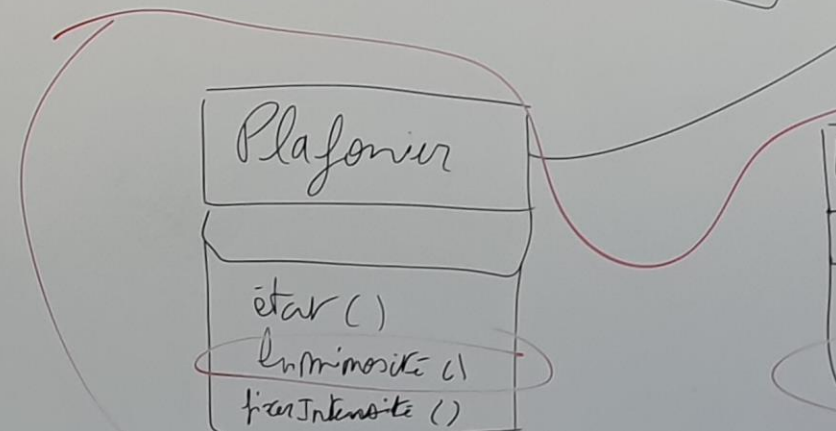 Plafonier
état ()
luminosité ()
fixerIntensité ()